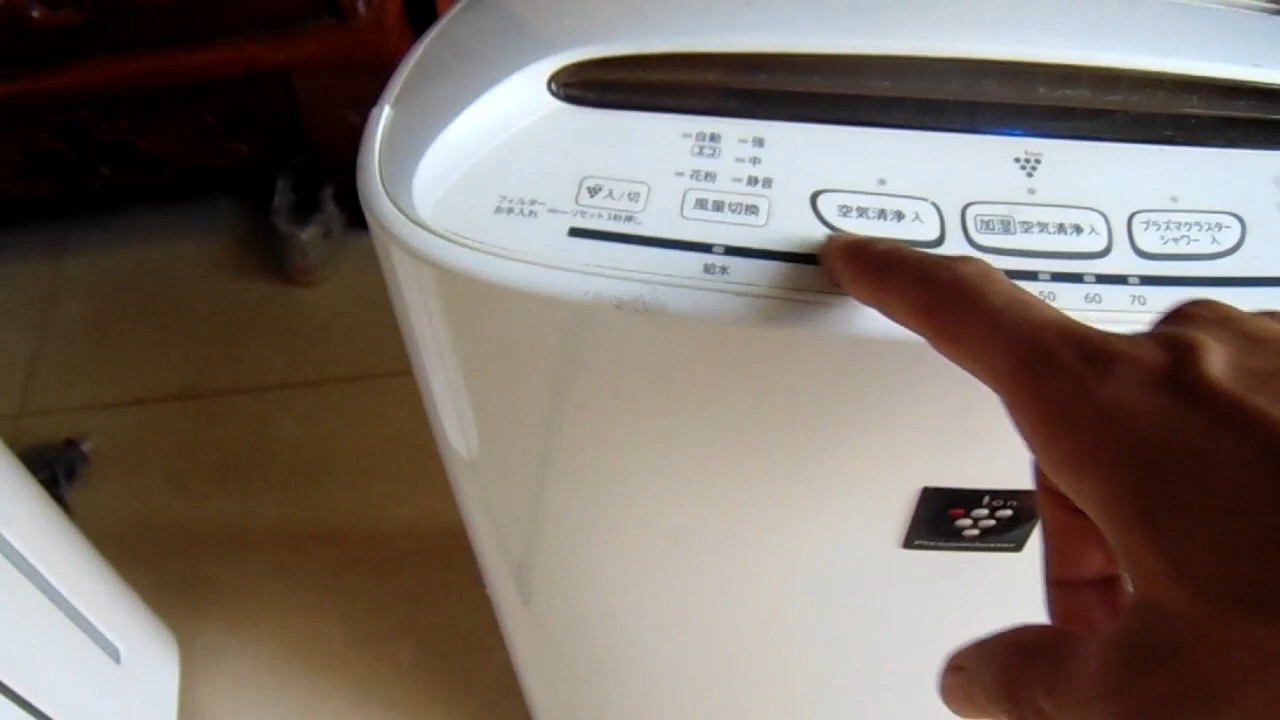 自動 強
エコ
中
花粉 静音
ion
入/切
風量切換
空気清浄 入
加湿 空気清浄 入
プラズマクラスター
シャワー 入
フィルター
お手入れ リセット3秒押し
給水
50 60 70
Ion
Plasmacluster